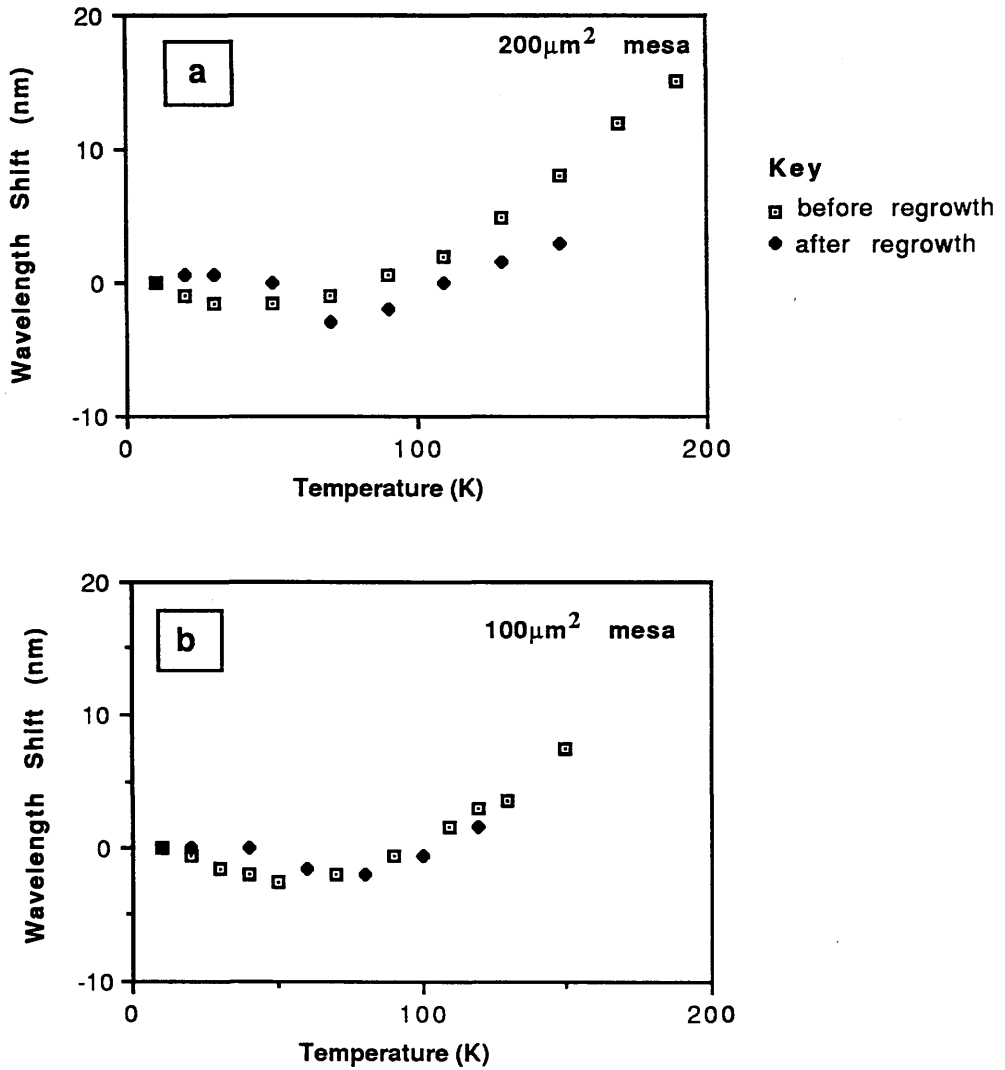 20
10
0
-10
Wavelength Shift (nm)
a
200μm² mesa
0
100
200
Temperature (K)
Key
before regrowth
after regrowth
20
10
0
-10
Wavelength Shift (nm)
b
100μm² mesa
0
100
200
Temperature (K)